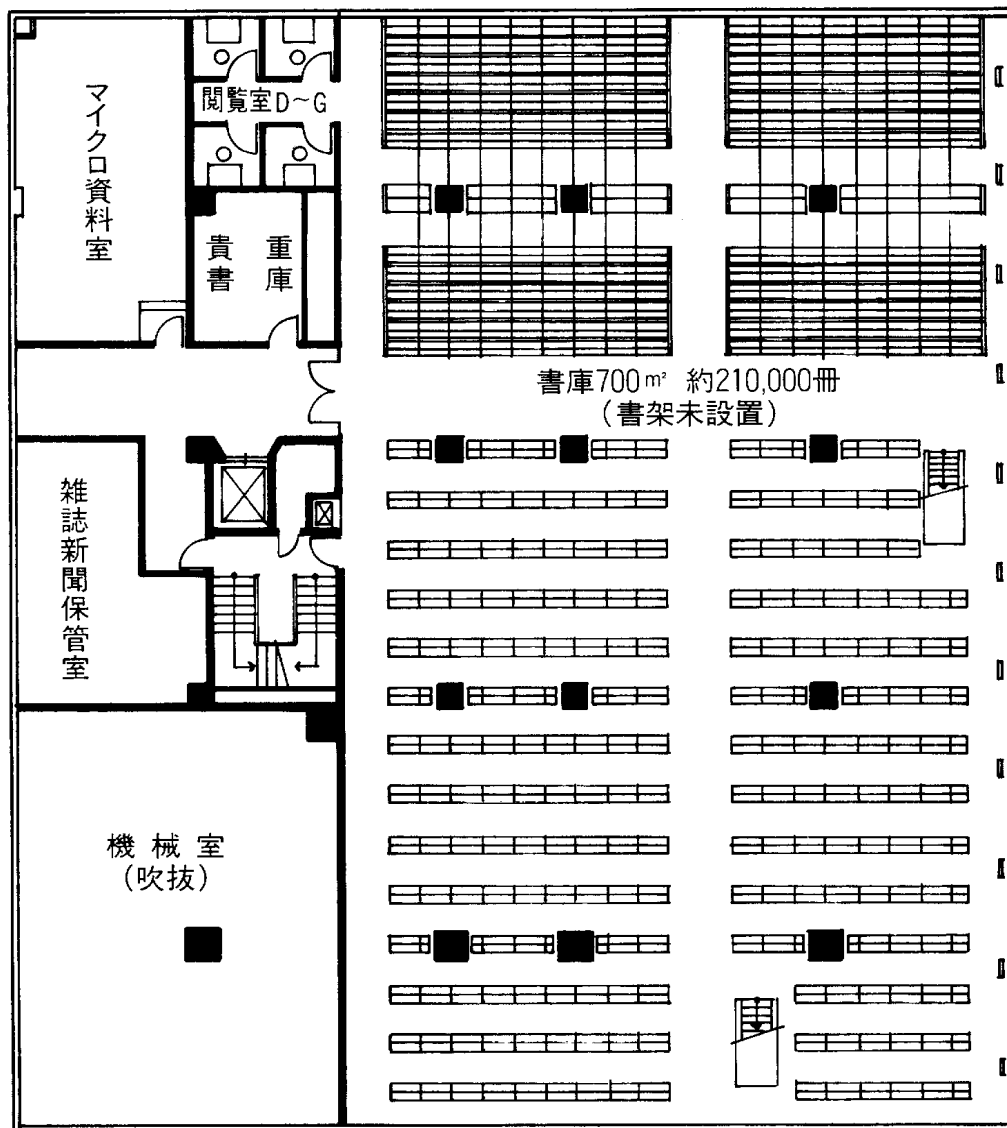 マイクロ資料室
閲覧室D~G
貴重
書庫
書庫700㎡ 約210,000冊
(書架未設置)
雑誌新聞保管室
機械室
(吹抜)